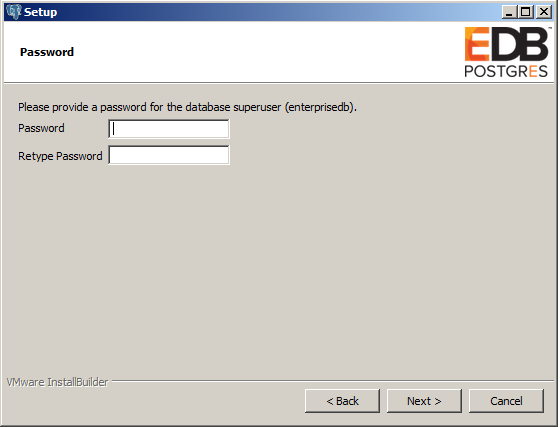 Setup
Password
EDB™
POSTGRES
Please provide a password for the database superuser (enterprisedb).
Password
Retype Password
VMware InstallBuilder
< Back
Next >
Cancel